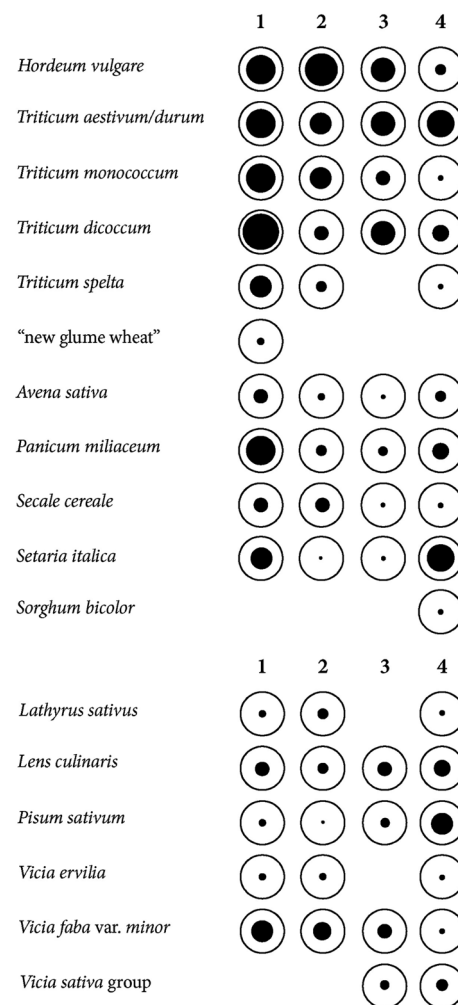 1 2 3 4
Hordeum vulgare
Triticum aestivum/durum
Triticum monococcum
Triticum dicoccum
Triticum spelta
“new glume wheat”
Avena sativa
Panicum miliaceum
Secale cereale
Setaria italica
Sorghum bicolor
1 2 3 4
Lathyrus sativus
Lens culinaris
Pisum sativum
Vicia ervilia
Vicia faba var. minor
Vicia sativa group